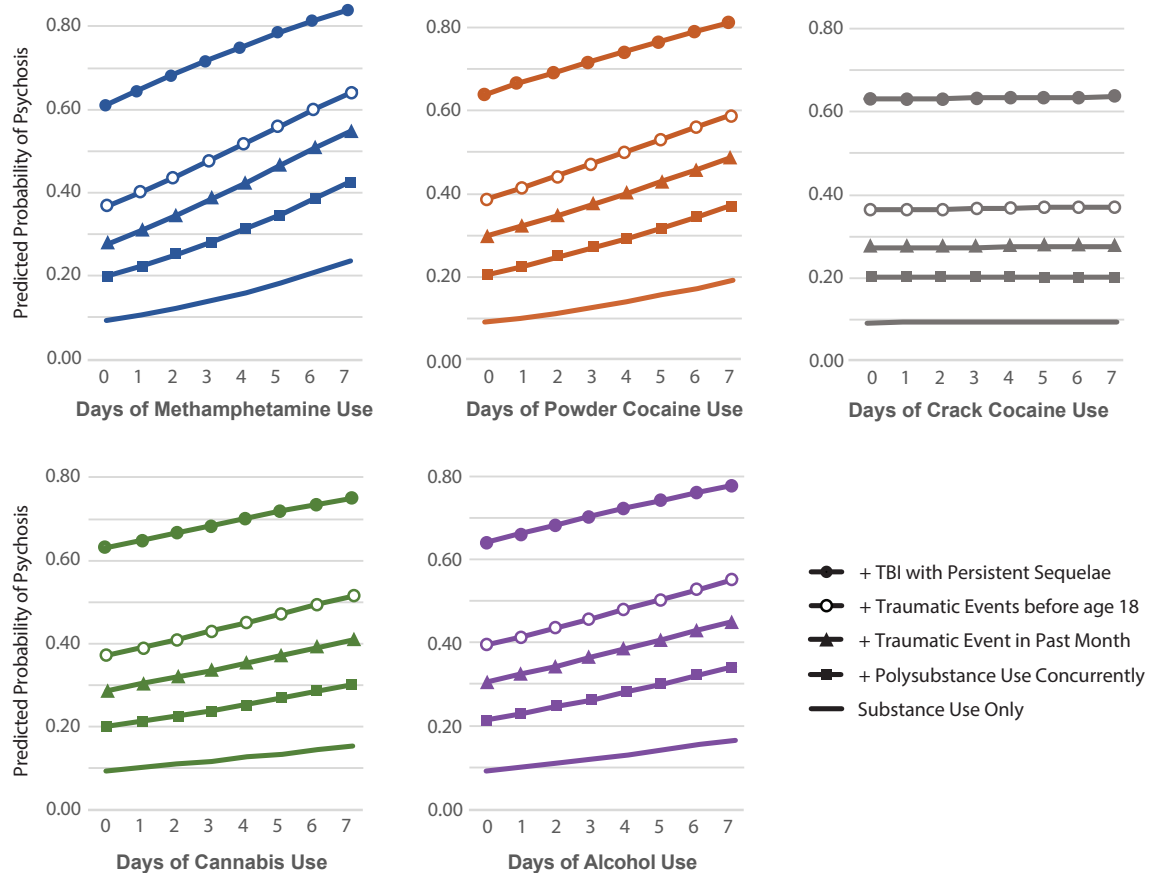 Predicted Probability of Psychosis
0.80
0.60
0.40
0.20
0.00
0 1 2 3 4 5 6 7
Days of Methamphetamine Use
0.80
0.60
0.40
0.20
0.00
0 1 2 3 4 5 6 7
Days of Powder Cocaine Use
0.80
0.60
0.40
0.20
0.00
0 1 2 3 4 5 6 7
Days of Crack Cocaine Use
Predicted Probability of Psychosis
0.80
0.60
0.40
0.20
0.00
0 1 2 3 4 5 6 7
Days of Cannabis Use
0.80
0.60
0.40
0.20
0.00
0 1 2 3 4 5 6 7
Days of Alcohol Use
+ TBI with Persistent Sequelae
+ Traumatic Events before age 18
+ Traumatic Event in Past Month
+ Polysubstance Use Concurrently
Substance Use Only